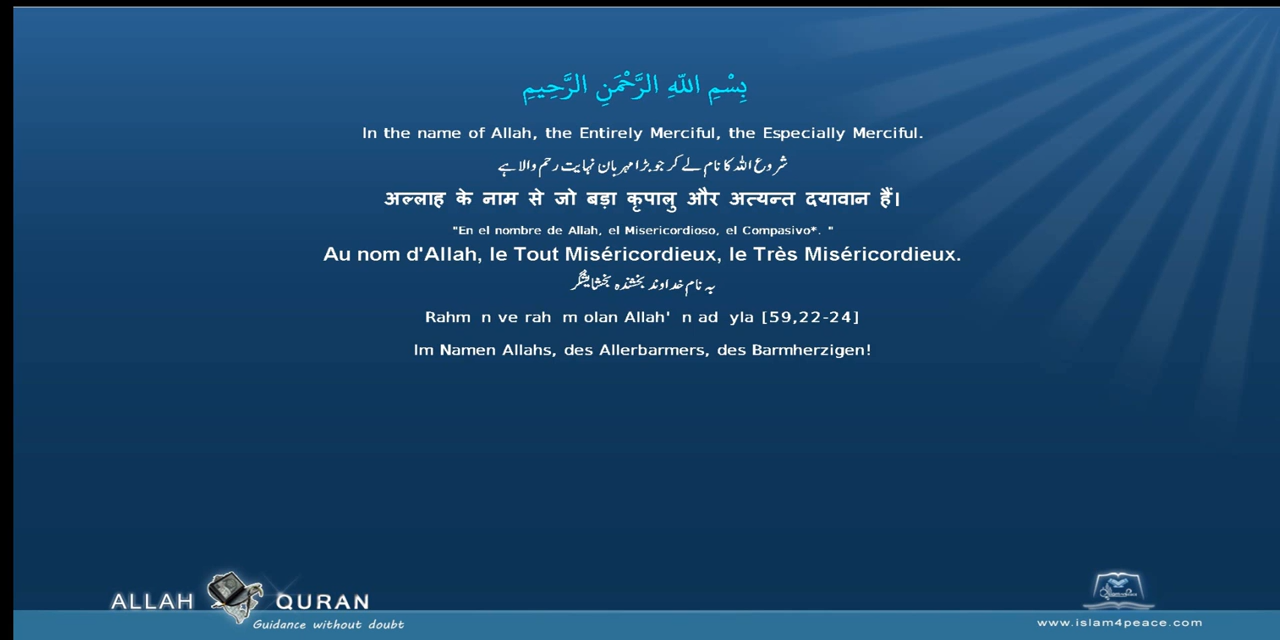 بِسْمِ اللَّهِ الرَّحْمَنِ الرَّحِيمِ
In the name of Allah, the Entirely Merciful, the Especially Merciful.
شروع اللہ کا نام لے کر جو بڑا مہربان نہایت رحم والا ہے
अल्लाह के नाम से जो बड़ा कृपालु और अत्यन्त दयावान हैं।
"En el nombre de Allah, el Misericordioso, el Compasivo*. "
Au nom d'Allah, le Tout Miséricordieux, le Très Miséricordieux.
به نام خداوند بخشنده بخشایشگر
Rahm n ve rah m olan Allah' n ad yla [59,22-24]
Im Namen Allahs, des Allerbarmers, des Barmherzigen!
ALLAH QURAN
Guidance without doubt
www.islam4peace.com